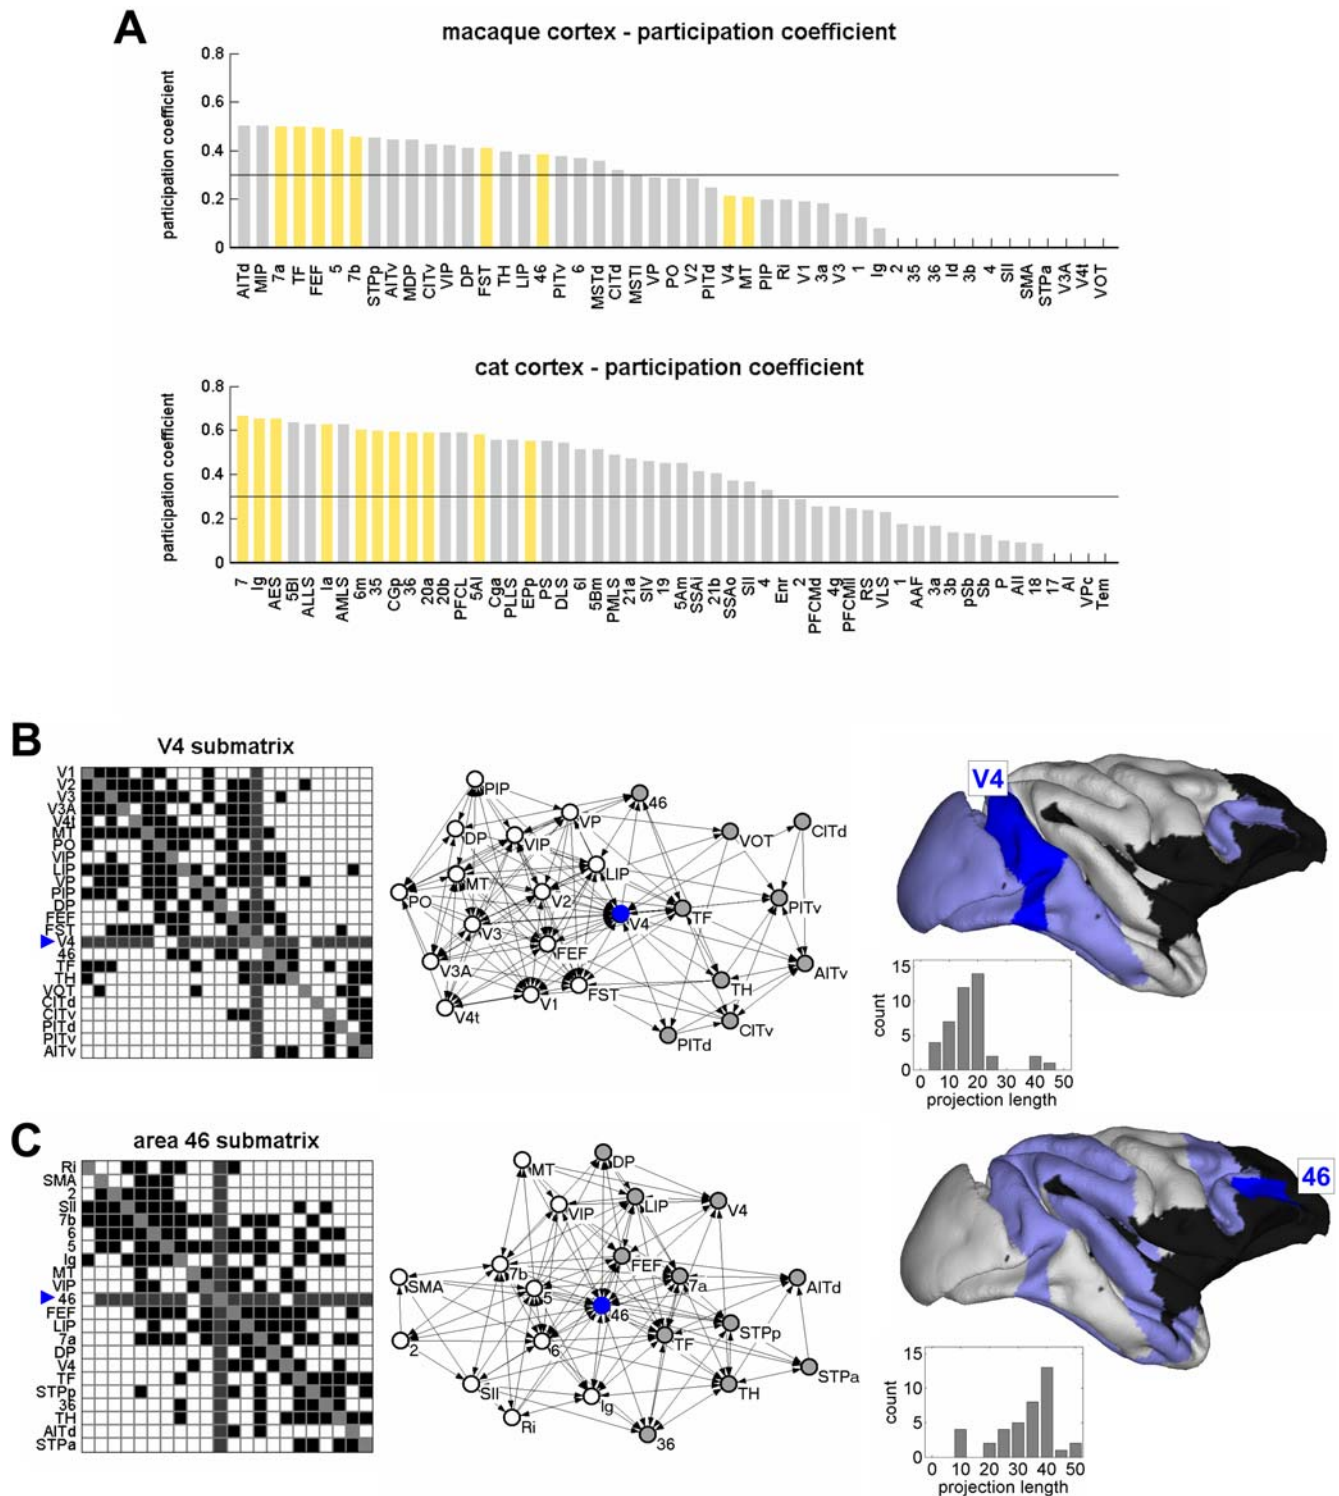 A
macaque cortex - participation coefficient
participation coefficient
0.8
0.6
0.4
0.2
0
AITd MIP 7a TF FEF 5 7b STPp AITv MDP CITv VIP DP FST TH LIP 46 PITv 6 MSTd CITd MSTl VP PO V2 PITd V4 MT PIP Ri V1 3a V3 1 Ig 2 35 36 Id 3b 4 SII SMA STPa V3A V4t VOT
cat cortex - participation coefficient
participation coefficient
0.8
0.6
0.4
0.2
0
7 Ig AES 5Bl ALLS Ia AMLS 6m 35 CGp 36 20a 20b PFCL 5Al Cga PLLS EPp PS DLS 6l 5Bm PMLS 21a SIV 19 5Am SSAi 21b SSAo SII 4 Enr 2 PFCMd 4g PFCMil RS VLS 1 AAF 3a 3b pSb Sb P AII 18 17 AI VPc Tem
B
V4 submatrix
V1
V2
V3
V3A
V4t
MT
PO
VIP
LIP
VP
PIP
DP
FEF
FST
V4
46
TF
TH
VOT
CITd
CITv
PITd
PITv
AITv
PIP
VP
46
DP
VIP
VOT
CITd
LIP
MT
PO
V2
PITv
V4
TF
V3
FEF
V3A
AITv
TH
FST
V1
V4t
CITv
PITd
V4
count
15
10
5
0
0 10 20 30 40 50
projection length
C
area 46 submatrix
Ri
SMA
2
SII
7b
6
5
Ig
MT
VIP
46
FEF
LIP
7a
DP
V4
TF
STPp
36
TH
AITd
STPa
MT
DP
VIP
LIP
V4
FEF
7b
SMA
5
7a
AITd
46
STPp
2
6
TF
STPa
SII
Ig
TH
Ri
36
46
count
15
10
5
0
0 10 20 30 40 50
projection length